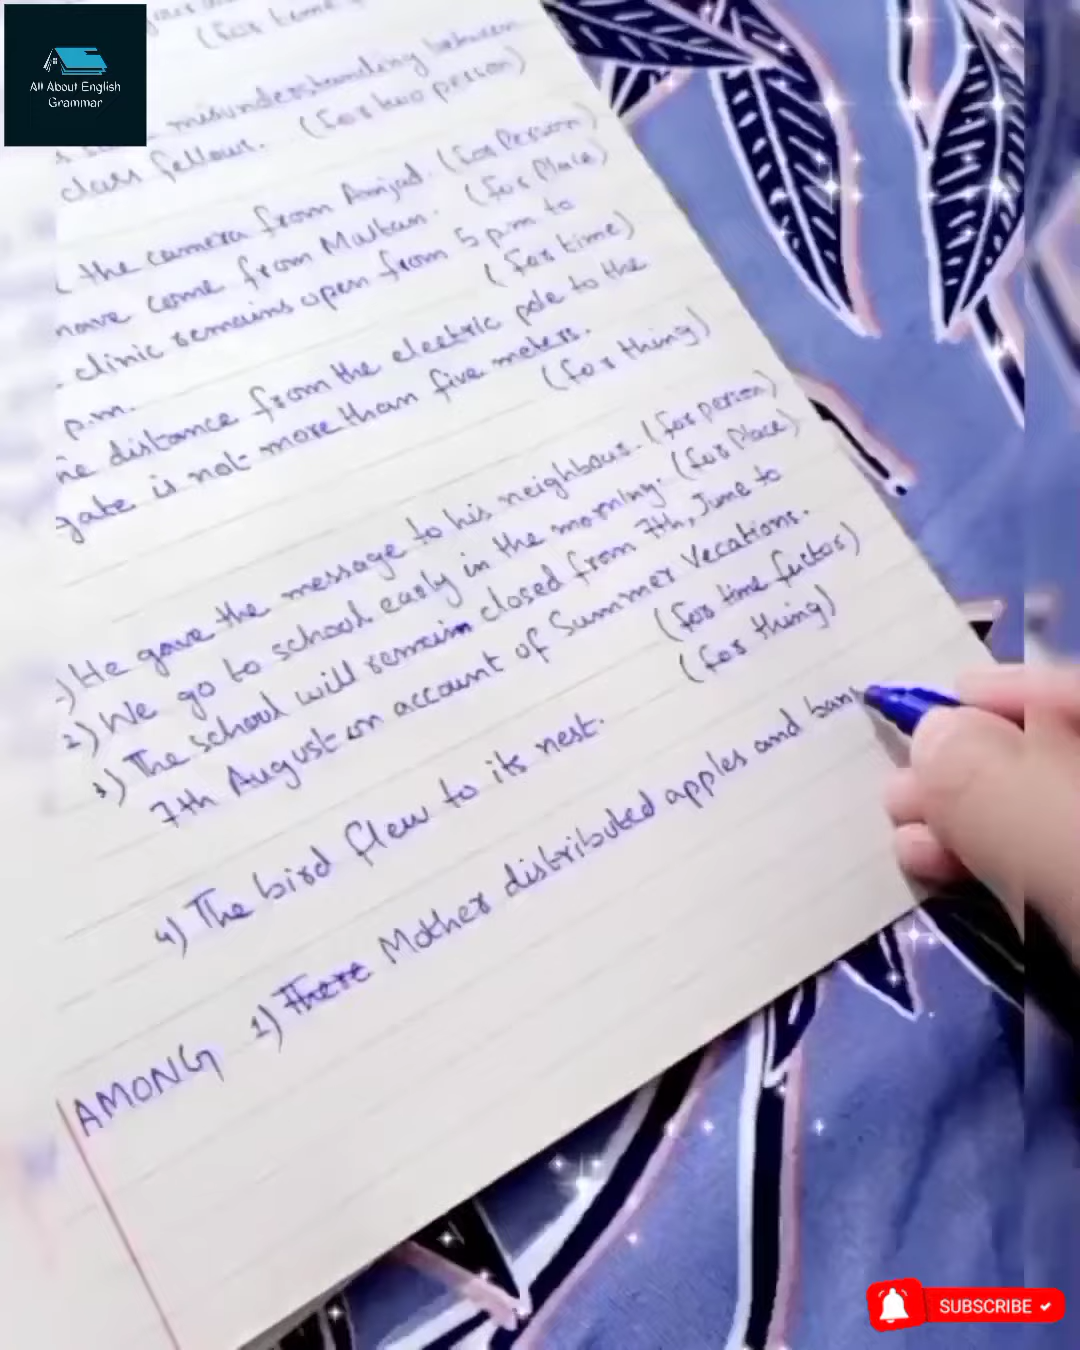 All About English
Grammar
(for time)
misunderstanding between
class fellows. (for two person)
the camera from Amjad. (for Person)
have come from Multan. (for Place)
clinic remains open from 5 p.m to
p.m. (for time)
distance from the electric pole to the
gate is not more than five meters.
(for thing)
1) He gave the message to his neighbour. (for person)
2) We go to school early in the morning. (for Place)
3) The school will remain closed from 7th, June to
7th August on account of Summer Vecations.
(for time factor)
4) The bird flew to its nest. (for thing)
AMONG 1) There Mother distributed apples and ban
SUBSCRIBE